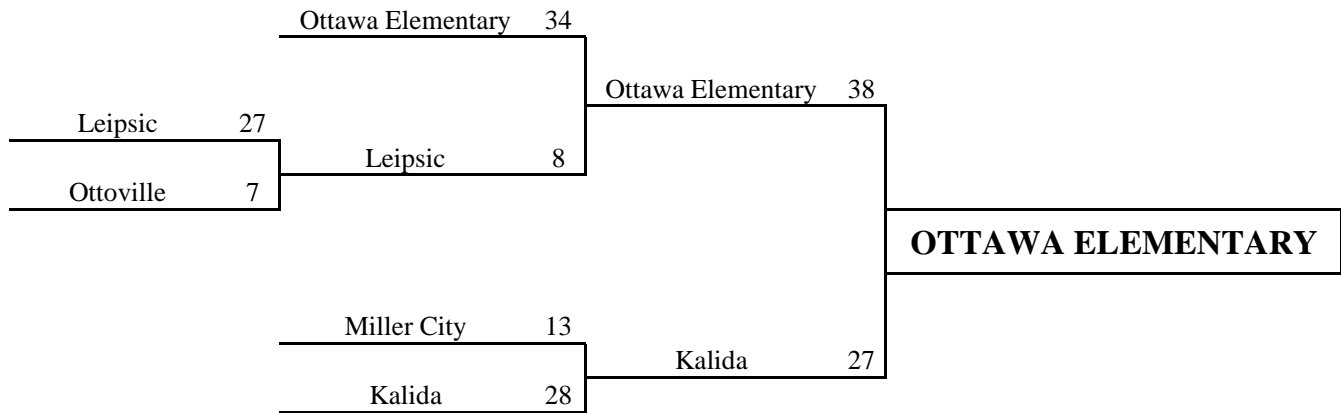 Ottawa Elementary 34
Ottawa Elementary 38
Leipsic 27
Leipsic 8
Ottoville 7
OTTAWA ELEMENTARY
Miller City 13
Kalida 27
Kalida 28